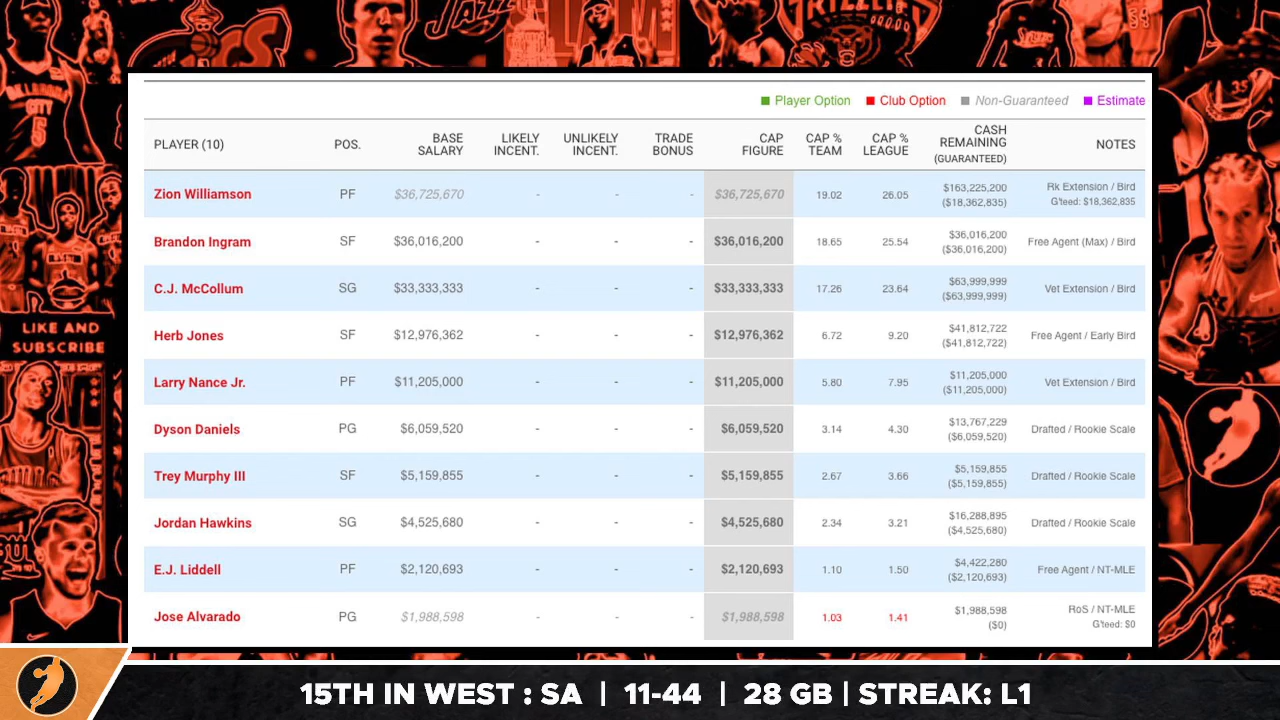 JAZZ
GRIZZLIES
OKLAHOMA
CITY
5
35
LIKE AND
SUBSCRIBE
Player Option Club Option Non-Guaranteed Estimate
PLAYER (10) POS. BASE SALARY LIKELY INCENT. UNLIKELY INCENT. TRADE BONUS CAP FIGURE CAP % TEAM CAP % LEAGUE CASH REMAINING (GUARANTEED) NOTES
Zion Williamson PF $36,725,670 - - - $36,725,670 19.02 26.05 $163,225,200 ($18,362,835) Rk Extension / Bird G'teed: $18,362,835
Brandon Ingram SF $36,016,200 - - - $36,016,200 18.65 25.54 $36,016,200 ($36,016,200) Free Agent (Max) / Bird
C.J. McCollum SG $33,333,333 - - - $33,333,333 17.26 23.64 $63,999,999 ($63,999,999) Vet Extension / Bird
Herb Jones SF $12,976,362 - - - $12,976,362 6.72 9.20 $41,812,722 ($41,812,722) Free Agent / Early Bird
Larry Nance Jr. PF $11,205,000 - - - $11,205,000 5.80 7.95 $11,205,000 ($11,205,000) Vet Extension / Bird
Dyson Daniels PG $6,059,520 - - - $6,059,520 3.14 4.30 $13,767,229 ($6,059,520) Drafted / Rookie Scale
Trey Murphy III SF $5,159,855 - - - $5,159,855 2.67 3.66 $5,159,855 ($5,159,855) Drafted / Rookie Scale
Jordan Hawkins SG $4,525,680 - - - $4,525,680 2.34 3.21 $16,288,895 ($4,525,680) Drafted / Rookie Scale
E.J. Liddell PF $2,120,693 - - - $2,120,693 1.10 1.50 $4,422,280 ($2,120,693) Free Agent / NT-MLE
Jose Alvarado PG $1,988,598 - - - $1,988,598 1.03 1.41 $1,988,598 ($0) RoS / NT-MLE G'teed: $0
15TH IN WEST : SA | 11-44 | 28 GB | STREAK: L1